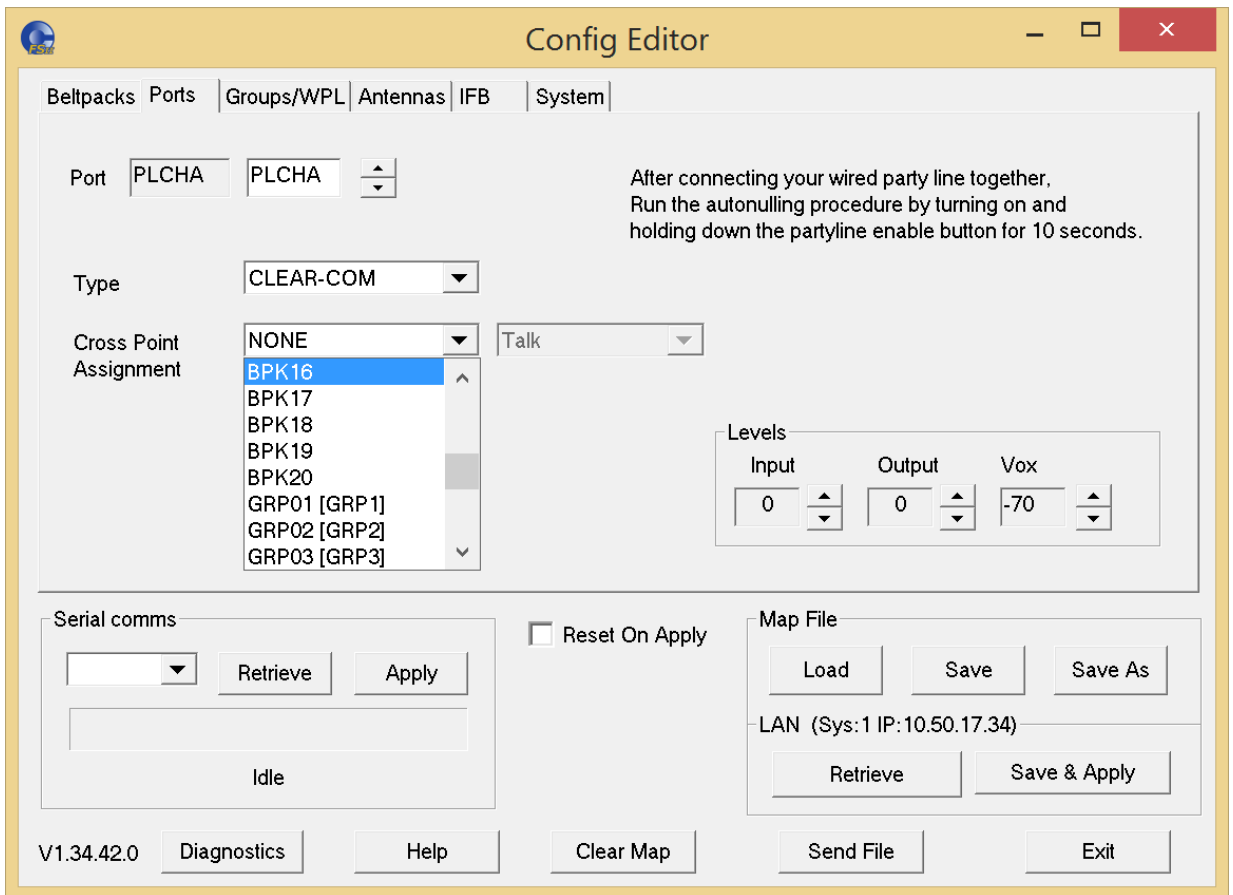 FSII
Config Editor
Beltpacks Ports Groups/WPL Antennas IFB System
Port PLCHA PLCHA
After connecting your wired party line together,
Run the autonulling procedure by turning on and
holding down the partyline enable button for 10 seconds.
Type CLEAR-COM
Cross Point
Assignment
NONE Talk
BPK16
BPK17
BPK18
BPK19
BPK20
GRP01 [GRP1]
GRP02 [GRP2]
GRP03 [GRP3]
Levels
Input Output Vox
0 0 -70
Serial comms
Retrieve Apply
Idle
Reset On Apply
Map File
Load Save Save As
LAN (Sys:1 IP:10.50.17.34)
Retrieve Save & Apply
V1.34.42.0 Diagnostics Help Clear Map Send File Exit